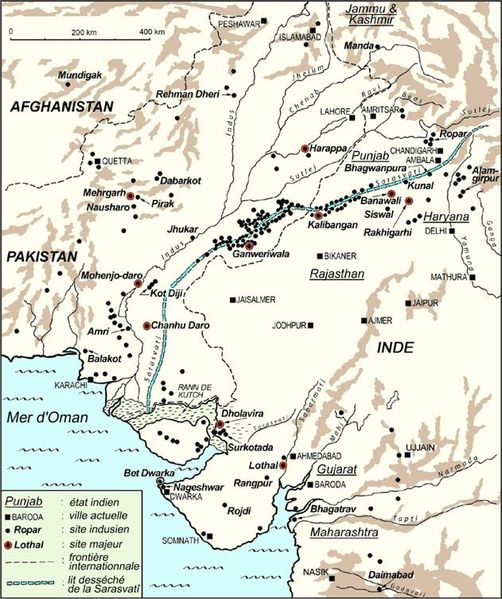 0 200 km 400 km
PESHAWAR
ISLAMABAD
Jammu &
Kashmir
Manda
Mundigak
Rehman Dheri
Jhelum
Chenab
Ravi
Beas
Sutlej
AFGHANISTAN
Indus
LAHORE
AMRITSAR
Ropar
Harappa
Punjab
CHANDIGARH
AMBALA
QUETTA
Bhagwanpura
Sarasvati
Alam-
girpur
Dabarkot
Sutlej
Kunal
Mehrgarh
Pirak
Banawali
Nausharo
Siswal
Haryana
Jhukar
Kalibangan
Rakhigarhi
DELHI
Yamuna
Ganga
Indus
Ganweriwala
PAKISTAN
BIKANER
Mohenjo-daro
Rajasthan
MATHURA
Kot Diji
JAISALMER
JAIPUR
Chanhu Daro
JODHPUR
AJMER
Amri
INDE
Balakot
Sarasvati
KARACHI
RANN DE
KUTCH
Mer d'Oman
Dholavira
Sarasvati
Sabarmati
Mahi
Surkotada
AHMEDABAD
UJJAIN
Lothal
Gujarat
Bet Dwarka
Rangpur
BARODA
Narmada
Nageshwar
DWARKA
Bhagatrav
Tapti
Rojdi
SOMNATH
Maharashtra
NASIK
Daimabad
Godavari
Punjab : état indien
BARODA : ville actuelle
Ropar : site indusien
Lothal : site majeur
: frontière
internationale
: lit desséché
de la Sarasvatî